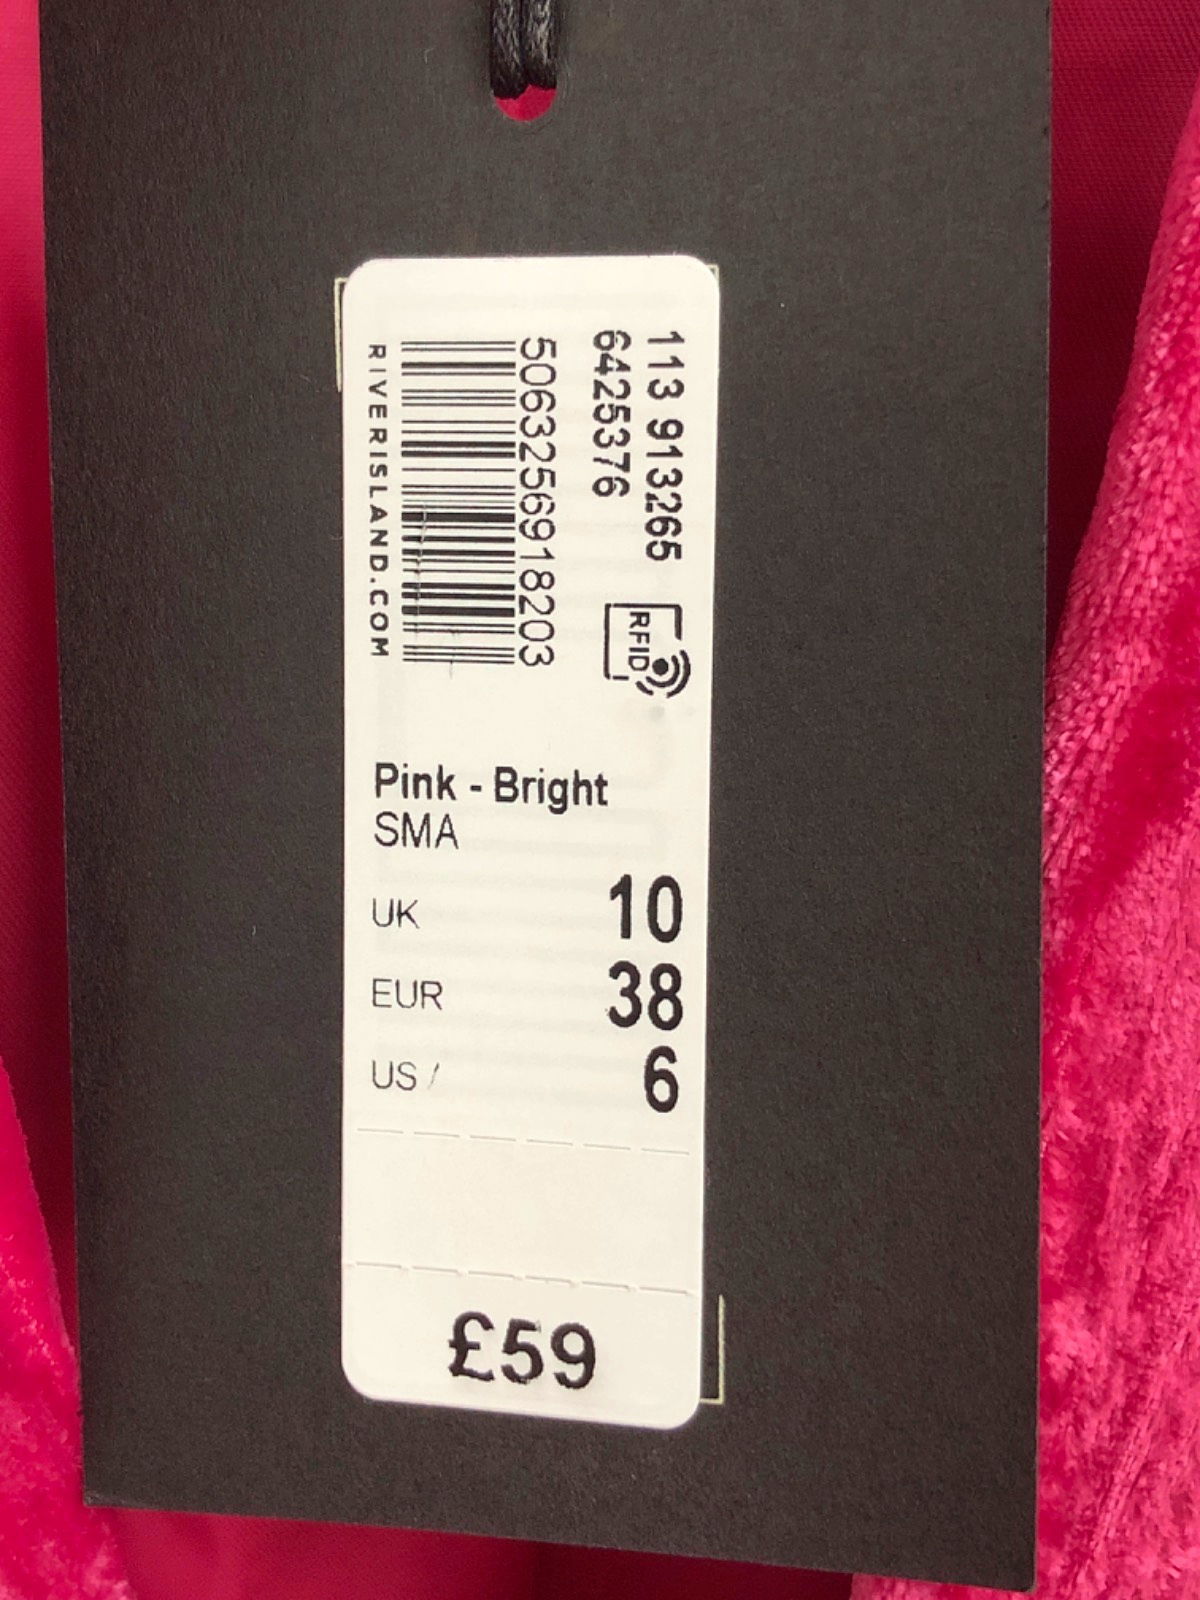 113 913265
6425376
RFID
5063256918203
RIVERISLAND.COM
Pink - Bright
SMA
UK 10
EUR 38
US / 6
£59